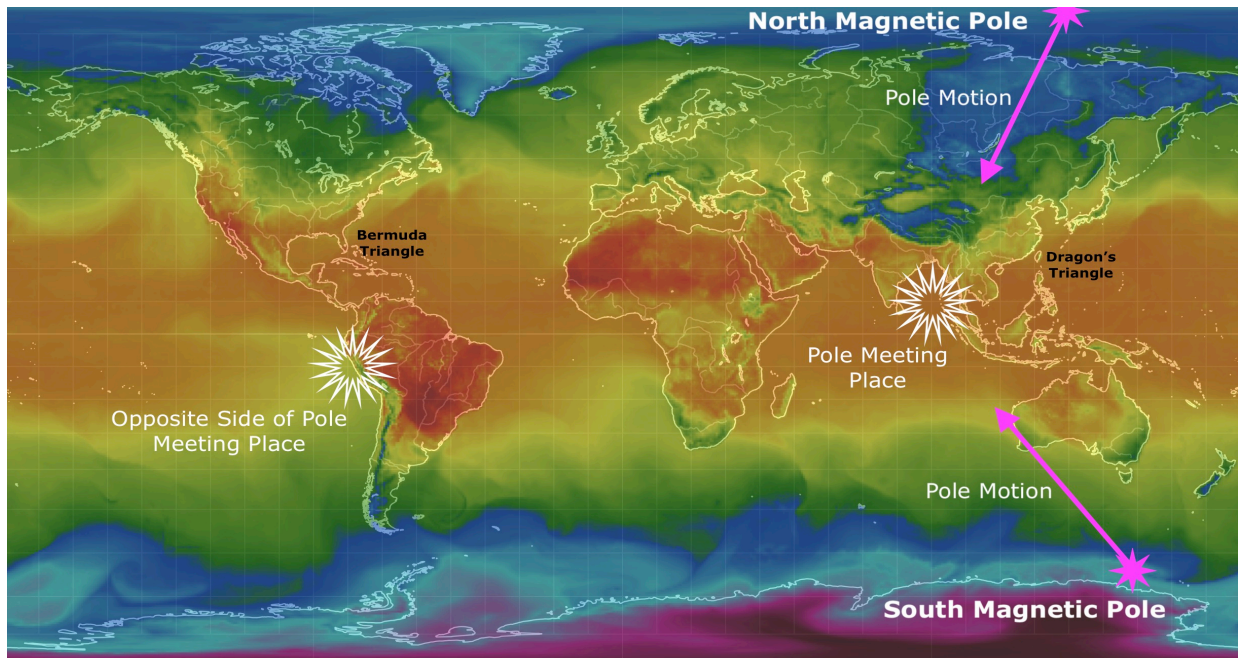 North Magnetic Pole
Pole Motion
Bermuda
Triangle
Dragon's
Triangle
Pole Meeting
Place
Opposite Side of Pole
Meeting Place
Pole Motion
South Magnetic Pole